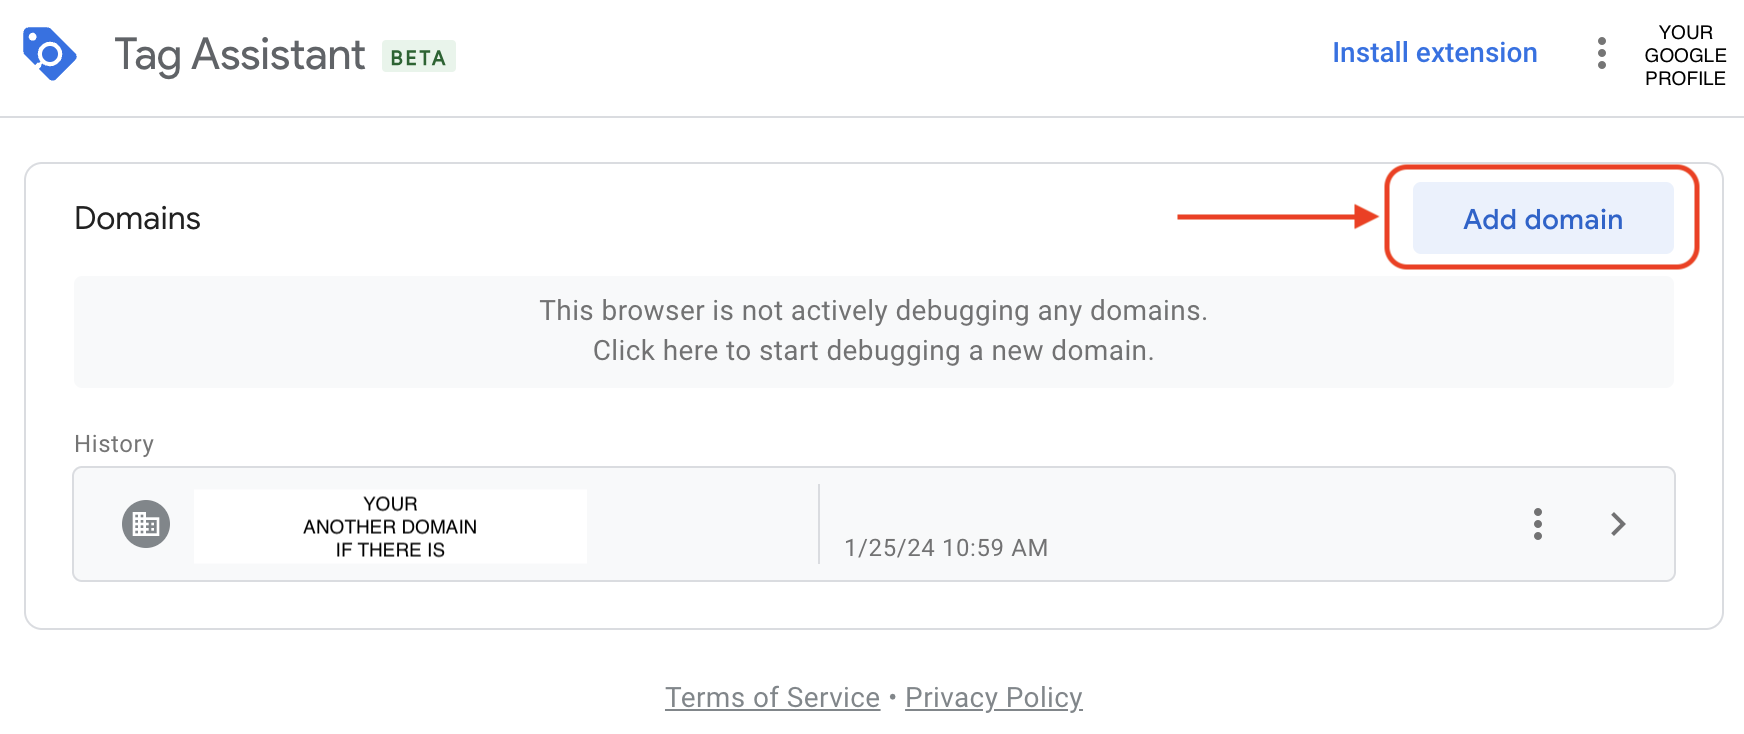 Tag Assistant BETA
Install extension
YOUR
GOOGLE
PROFILE
Domains
Add domain
This browser is not actively debugging any domains.
Click here to start debugging a new domain.
History
YOUR
ANOTHER DOMAIN
IF THERE IS
1/25/24 10:59 AM
Terms of Service • Privacy Policy